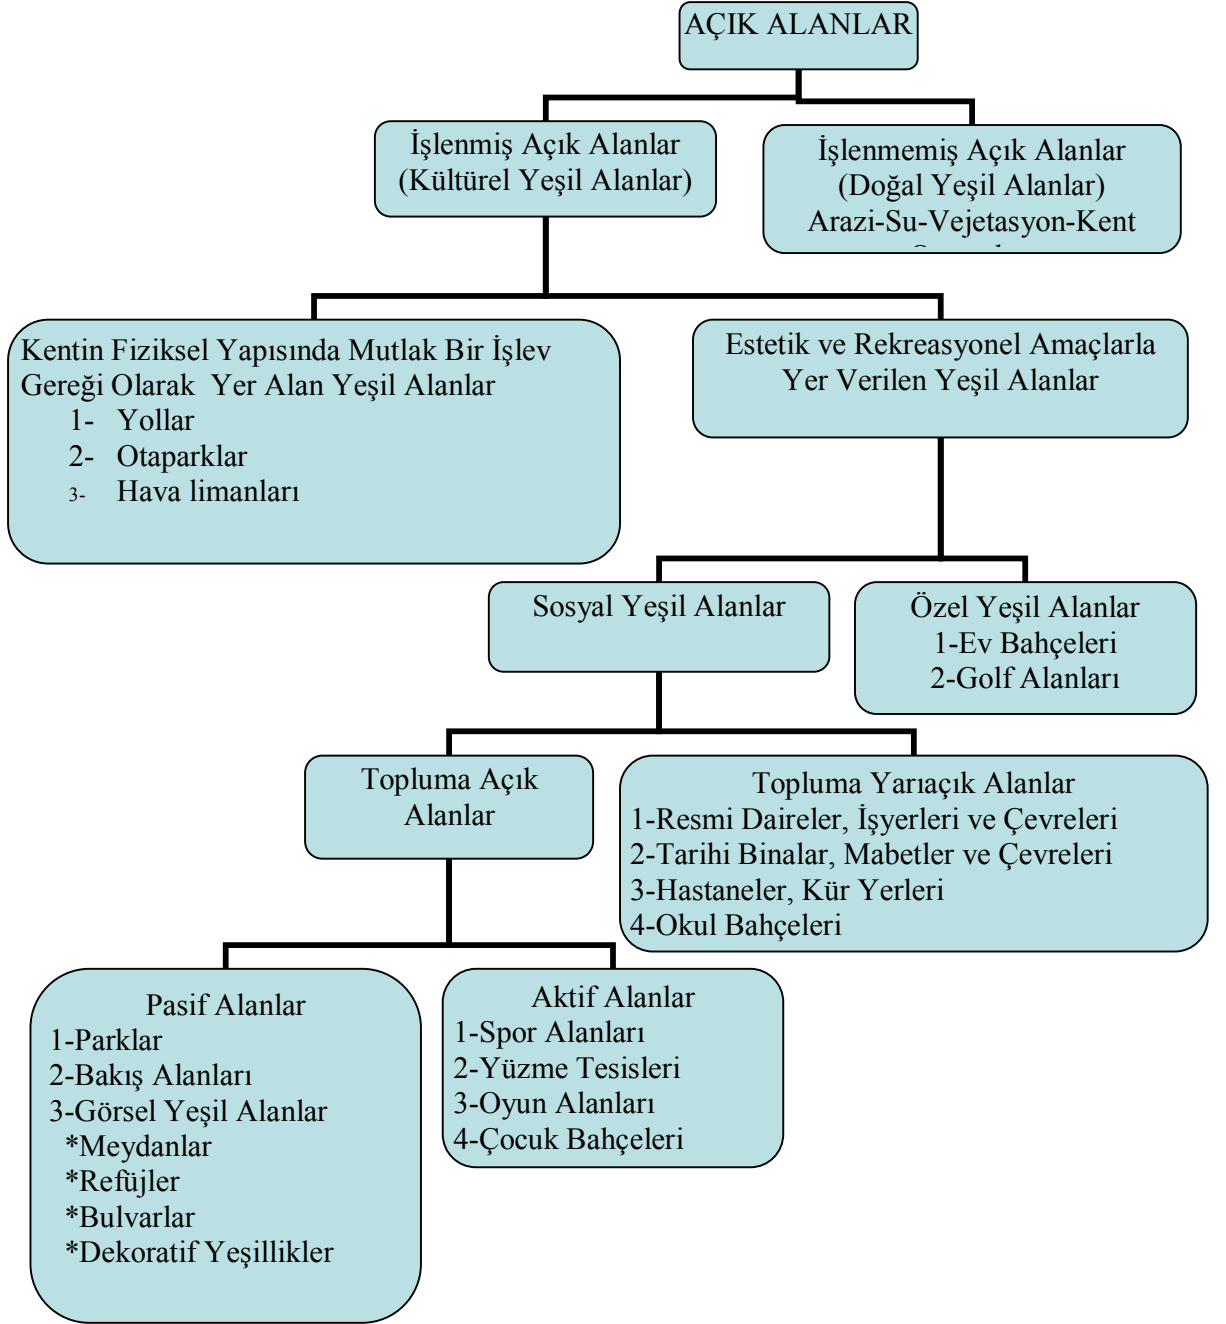 AÇIK ALANLAR
İşlenmiş Açık Alanlar
(Kültürel Yeşil Alanlar)
İşlenmemiş Açık Alanlar
(Doğal Yeşil Alanlar)
Arazi-Su-Vejetasyon-Kent
Kentin Fiziksel Yapısında Mutlak Bir İşlev
Gereği Olarak Yer Alan Yeşil Alanlar
1- Yollar
2- Otaparklar
3- Hava limanları
Estetik ve Rekreasyonel Amaçlarla
Yer Verilen Yeşil Alanlar
Sosyal Yeşil Alanlar
Özel Yeşil Alanlar
1-Ev Bahçeleri
2-Golf Alanları
Topluma Açık
Alanlar
Topluma Yarıaçık Alanlar
1-Resmi Daireler, İşyerleri ve Çevreleri
2-Tarihi Binalar, Mabetler ve Çevreleri
3-Hastaneler, Kür Yerleri
4-Okul Bahçeleri
Pasif Alanlar
1-Parklar
2-Bakış Alanları
3-Görsel Yeşil Alanlar
*Meydanlar
*Refüjler
*Bulvarlar
*Dekoratif Yeşillikler
Aktif Alanlar
1-Spor Alanları
2-Yüzme Tesisleri
3-Oyun Alanları
4-Çocuk Bahçeleri